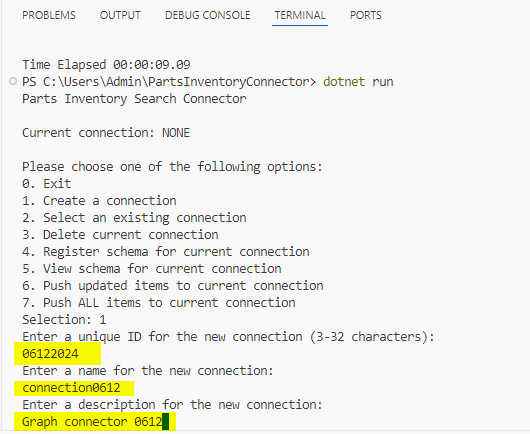 PROBLEMS OUTPUT DEBUG CONSOLE TERMINAL PORTS
Time Elapsed 00:00:09.09
PS C:\Users\Admin\PartsInventoryConnector> dotnet run
Parts Inventory Search Connector
Current connection: NONE
Please choose one of the following options:
0. Exit
1. Create a connection
2. Select an existing connection
3. Delete current connection
4. Register schema for current connection
5. View schema for current connection
6. Push updated items to current connection
7. Push ALL items to current connection
Selection: 1
Enter a unique ID for the new connection (3-32 characters):
06122024
Enter a name for the new connection:
connection0612
Enter a description for the new connection:
Graph connector 0612